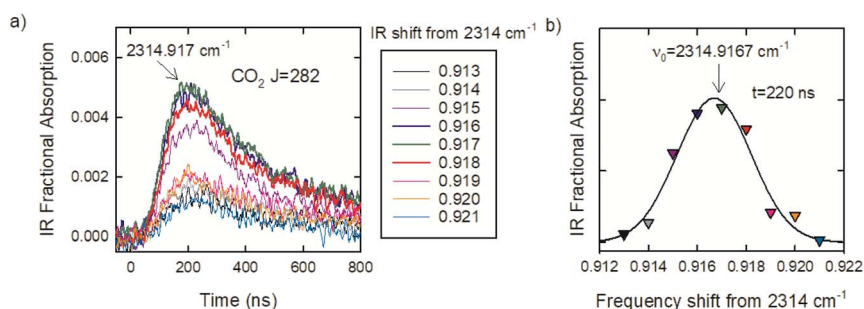 a)
IR Fractional Absorption
0.006
0.004
0.002
0.000
2314.917 cm⁻¹
CO₂ J=282
0 200 400 600 800
Time (ns)
IR shift from 2314 cm⁻¹
0.913
0.914
0.915
0.916
0.917
0.918
0.919
0.920
0.921
b)
IR Fractional Absorption
ν₀=2314.9167 cm⁻¹
t=220 ns
0.912 0.914 0.916 0.918 0.920 0.922
Frequency shift from 2314 cm⁻¹